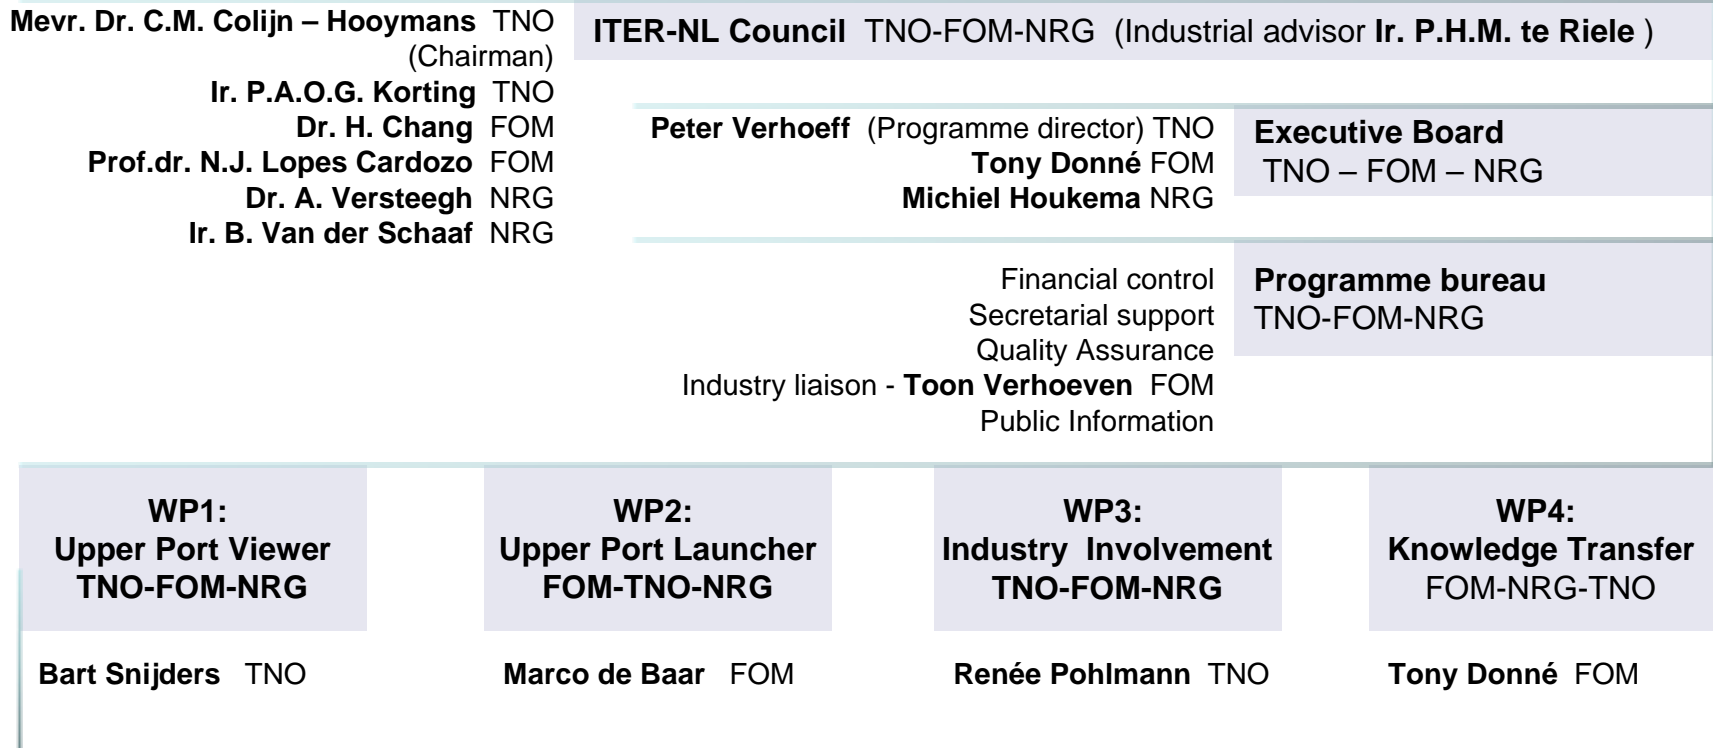 Mevr. Dr. C.M. Colijn – Hooymans TNO
(Chairman)
Ir. P.A.O.G. Korting TNO
Dr. H. Chang FOM
Prof.dr. N.J. Lopes Cardozo FOM
Dr. A. Versteegh NRG
Ir. B. Van der Schaaf NRG
ITER-NL Council TNO-FOM-NRG (Industrial advisor Ir. P.H.M. te Riele )
Peter Verhoeff (Programme director) TNO
Tony Donné FOM
Michiel Houkema NRG
Executive Board
TNO – FOM – NRG
Financial control
Secretarial support
Quality Assurance
Industry liaison - Toon Verhoeven FOM
Public Information
Programme bureau
TNO-FOM-NRG
WP1:
Upper Port Viewer
TNO-FOM-NRG
Bart Snijders TNO
WP2:
Upper Port Launcher
FOM-TNO-NRG
Marco de Baar FOM
WP3:
Industry Involvement
TNO-FOM-NRG
Renée Pohlmann TNO
WP4:
Knowledge Transfer
FOM-NRG-TNO
Tony Donné FOM